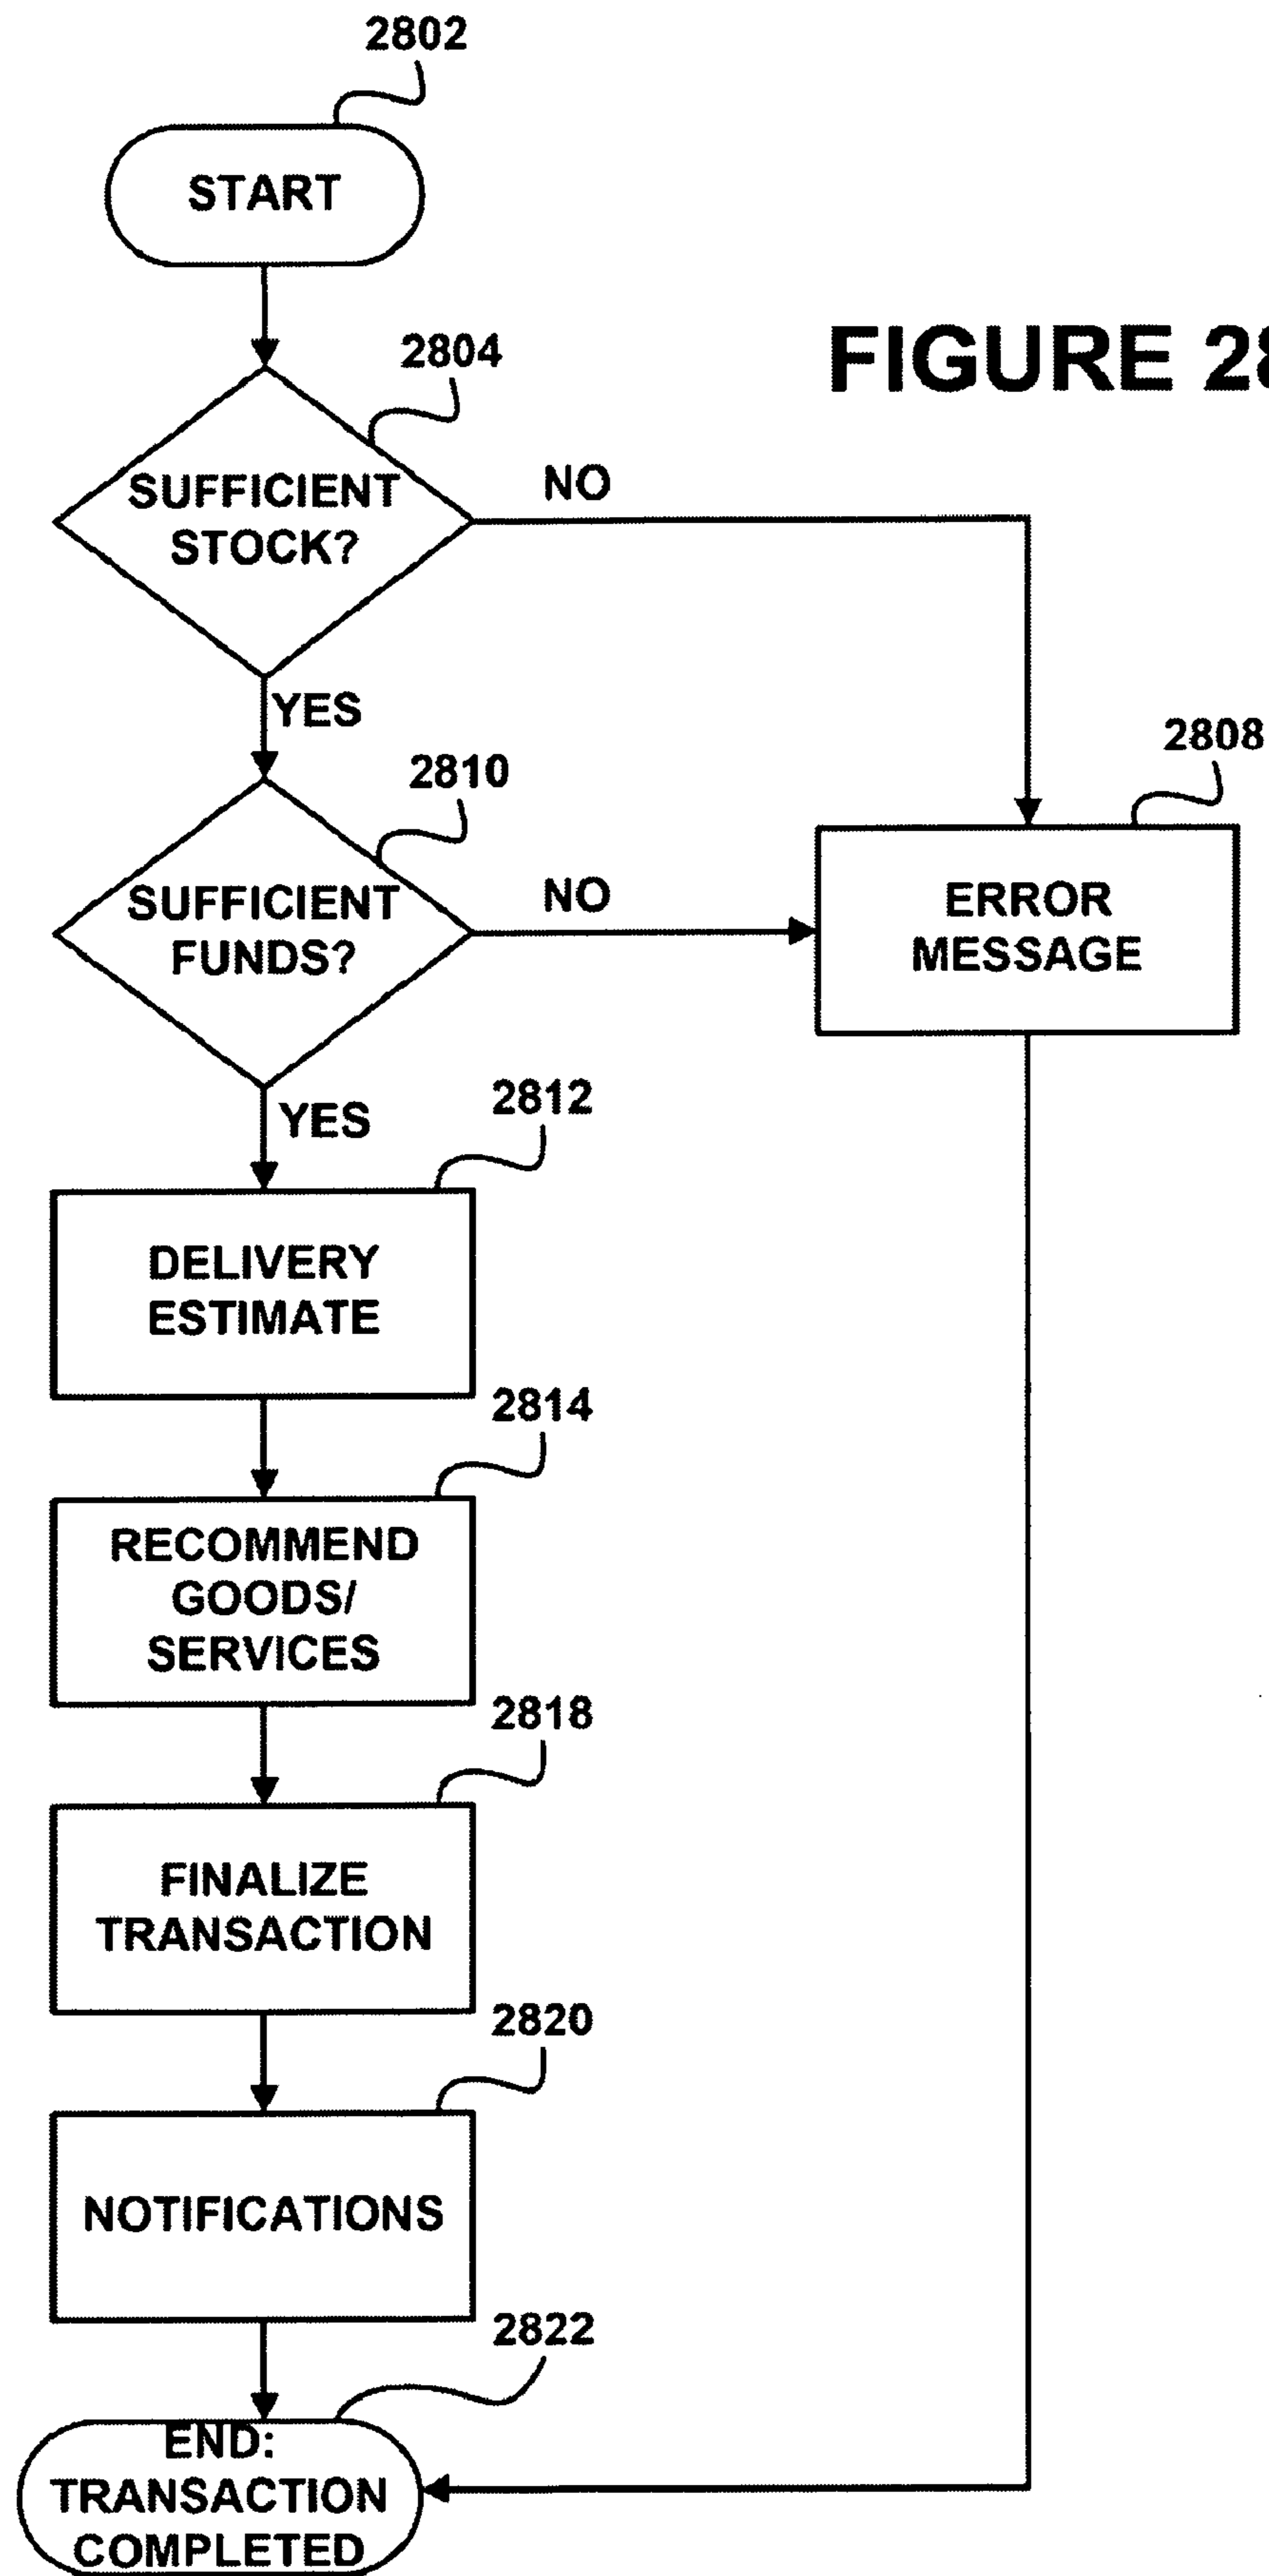 2802
START
FIGURE 28
2804
SUFFICIENT
STOCK?
NO
YES
2808
2810
SUFFICIENT
FUNDS?
NO
ERROR
MESSAGE
YES
2812
DELIVERY
ESTIMATE
2814
RECOMMEND
GOODS/
SERVICES
2818
FINALIZE
TRANSACTION
2820
NOTIFICATIONS
2822
END:
TRANSACTION
COMPLETED